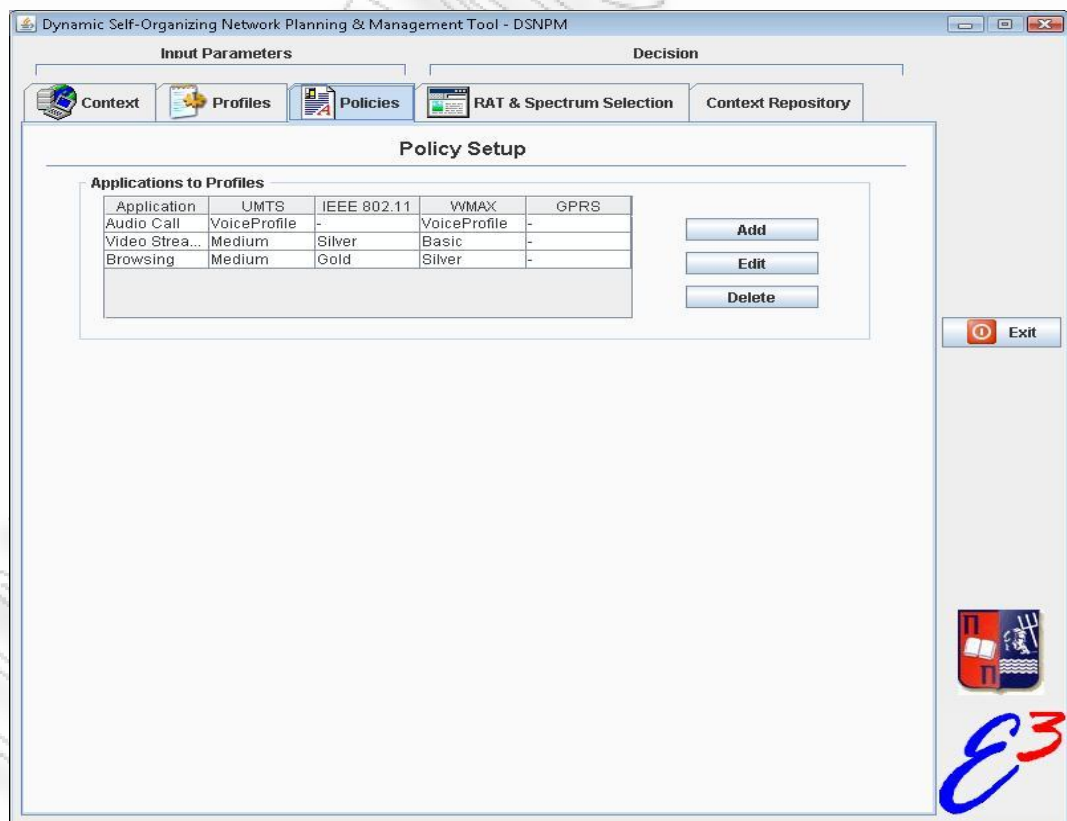 Dynamic Self-Organizing Network Planning & Management Tool - DSNPM
Input Parameters Decision
Context Profiles Policies RAT & Spectrum Selection Context Repository
Policy Setup
Applications to Profiles
Application UMTS IEEE 802.11 WMAX GPRS
Audio Call VoiceProfile - VoiceProfile -
Video Strea... Medium Silver Basic -
Browsing Medium Gold Silver -
Add
Edit
Delete
Exit
Π
Π
E3